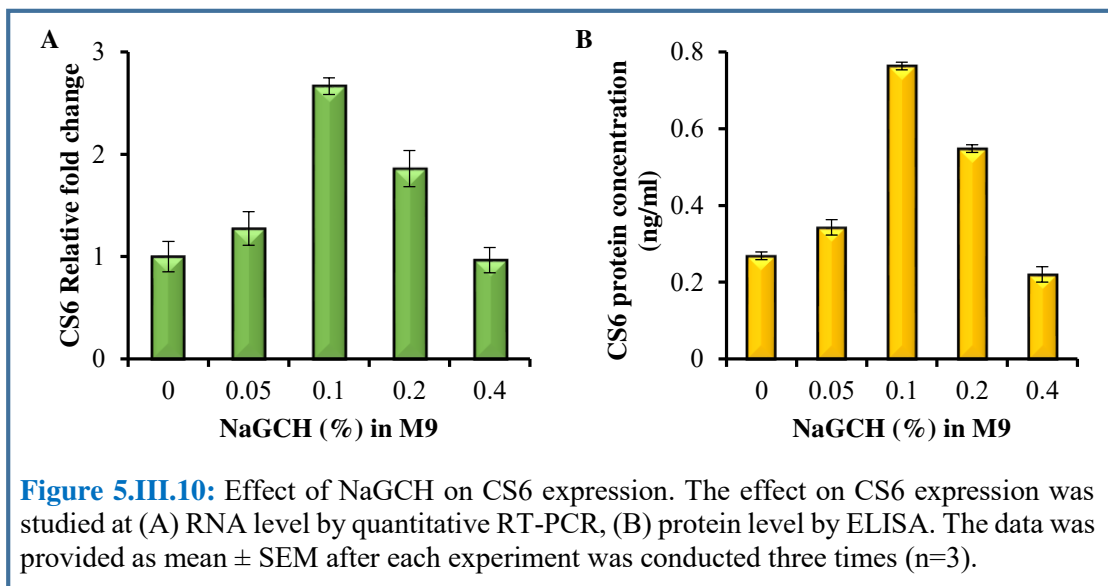 A
CS6 Relative fold change
3
2
1
0
0 0.05 0.1 0.2 0.4
NaGCH (%) in M9
B
CS6 protein concentration
(ng/ml)
0.8
0.6
0.4
0.2
0
0 0.05 0.1 0.2 0.4
NaGCH (%) in M9
Figure 5.III.10: Effect of NaGCH on CS6 expression. The effect on CS6 expression was
studied at (A) RNA level by quantitative RT-PCR, (B) protein level by ELISA. The data was
provided as mean ± SEM after each experiment was conducted three times (n=3).